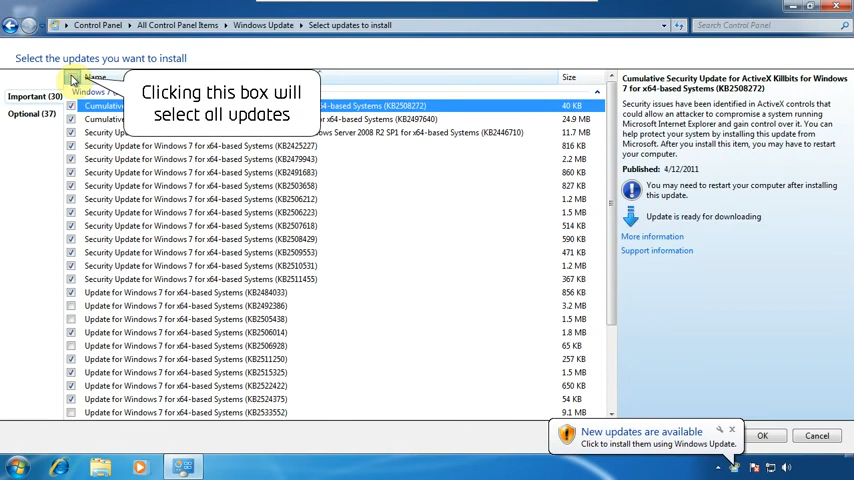 Control Panel ▸ All Control Panel Items ▸ Windows Update ▸ Select updates to install
Search Control Panel
Select the updates you want to install
Name
Size
Clicking this box will
select all updates
Important (30)
Optional (37)
Windows 7
Cumulative -based Systems (KB2508272) 40 KB
Cumulative -based Systems (KB2497640) 24.9 MB
Security Update for Windows 7 for x64-based Systems and Windows Server 2008 R2 SP1 for x64-based Systems (KB2446710) 11.7 MB
Security Update for Windows 7 for x64-based Systems (KB2425227) 816 KB
Security Update for Windows 7 for x64-based Systems (KB2479943) 2.2 MB
Security Update for Windows 7 for x64-based Systems (KB2491683) 860 KB
Security Update for Windows 7 for x64-based Systems (KB2503658) 827 KB
Security Update for Windows 7 for x64-based Systems (KB2506212) 1.2 MB
Security Update for Windows 7 for x64-based Systems (KB2506223) 1.5 MB
Security Update for Windows 7 for x64-based Systems (KB2507618) 514 KB
Security Update for Windows 7 for x64-based Systems (KB2508429) 590 KB
Security Update for Windows 7 for x64-based Systems (KB2509553) 471 KB
Security Update for Windows 7 for x64-based Systems (KB2510531) 1.2 MB
Security Update for Windows 7 for x64-based Systems (KB2511455) 367 KB
Update for Windows 7 for x64-based Systems (KB2484033) 856 KB
Update for Windows 7 for x64-based Systems (KB2492386) 3.2 MB
Update for Windows 7 for x64-based Systems (KB2505438) 1.5 MB
Update for Windows 7 for x64-based Systems (KB2506014) 1.8 MB
Update for Windows 7 for x64-based Systems (KB2506928) 65 KB
Update for Windows 7 for x64-based Systems (KB2511250) 257 KB
Update for Windows 7 for x64-based Systems (KB2515325) 1.5 MB
Update for Windows 7 for x64-based Systems (KB2522422) 650 KB
Update for Windows 7 for x64-based Systems (KB2524375) 54 KB
Update for Windows 7 for x64-based Systems (KB2533552) 9.1 MB
Cumulative Security Update for ActiveX Killbits for Windows
7 for x64-based Systems (KB2508272)
Security issues have been identified in ActiveX controls that
could allow an attacker to compromise a system running
Microsoft Internet Explorer and gain control over it. You can
help protect your system by installing this update from
Microsoft. After you install this item, you may have to restart
your computer.
Published: 4/12/2011
You may need to restart your computer after installing
this update.
Update is ready for downloading
More information
Support information
New updates are available
Click to install them using Windows Update.
OK
Cancel